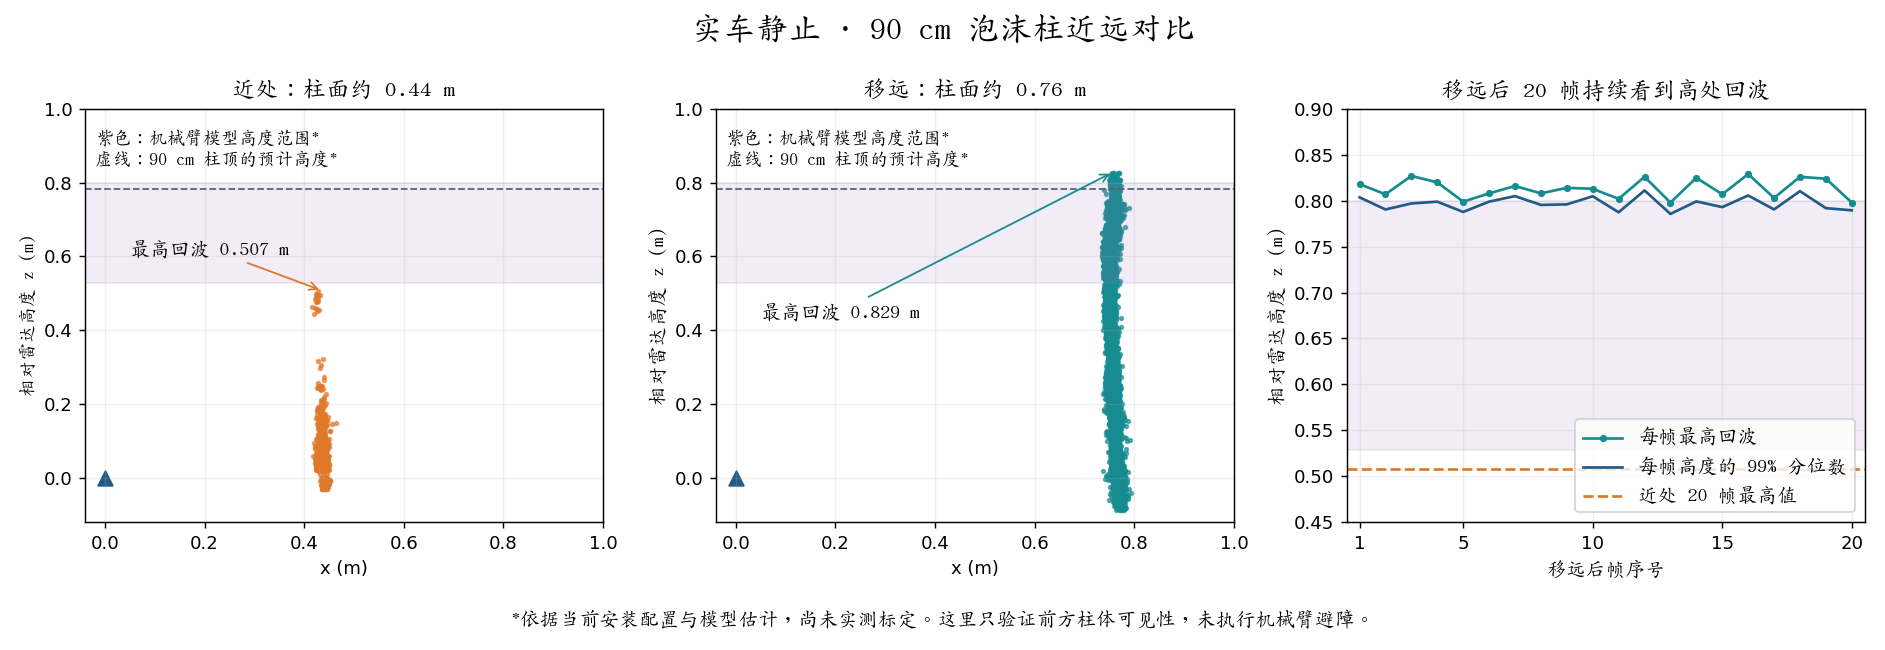 实车静止 · 90 cm 泡沫柱近远对比
近处：柱面约 0.44 m
相对雷达高度 z (m)
1.0
0.8
0.6
0.4
0.2
0.0
紫色：机械臂模型高度范围*
虚线：90 cm 柱顶的预计高度*
最高回波 0.507 m
0.0 0.2 0.4 0.6 0.8 1.0
x (m)
移远：柱面约 0.76 m
相对雷达高度 z (m)
1.0
0.8
0.6
0.4
0.2
0.0
紫色：机械臂模型高度范围*
虚线：90 cm 柱顶的预计高度*
最高回波 0.829 m
0.0 0.2 0.4 0.6 0.8 1.0
x (m)
移远后 20 帧持续看到高处回波
相对雷达高度 z (m)
0.90
0.85
0.80
0.75
0.70
0.65
0.60
0.55
0.50
0.45
每帧最高回波
每帧高度的 99% 分位数
近处 20 帧最高值
1 5 10 15 20
移远后帧序号
*依据当前安装配置与模型估计，尚未实测标定。这里只验证前方柱体可见性，未执行机械臂避障。